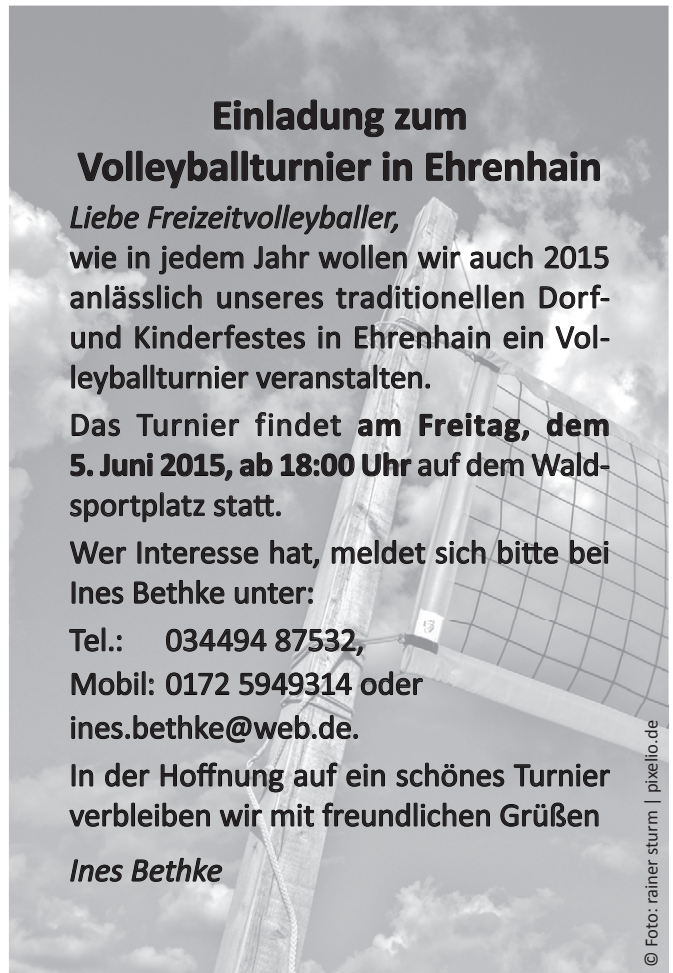 Einladung zum
Volleyballturnier in Ehrenhain
Liebe Freizeitvolleyballer,
wie in jedem Jahr wollen wir auch 2015
anlässlich unseres traditionellen Dorf-
und Kinderfestes in Ehrenhain ein Vol-
leyballturnier veranstalten.
Das Turnier findet am Freitag, dem
5. Juni 2015, ab 18:00 Uhr auf dem Wald-
sportplatz statt.
Wer Interesse hat, meldet sich bitte bei
Ines Bethke unter:
Tel.: 034494 87532,
Mobil: 0172 5949314 oder
ines.bethke@web.de.
In der Hoffnung auf ein schönes Turnier
verbleiben wir mit freundlichen Grüßen
Ines Bethke
© Foto: rainer sturm | pixelio.de